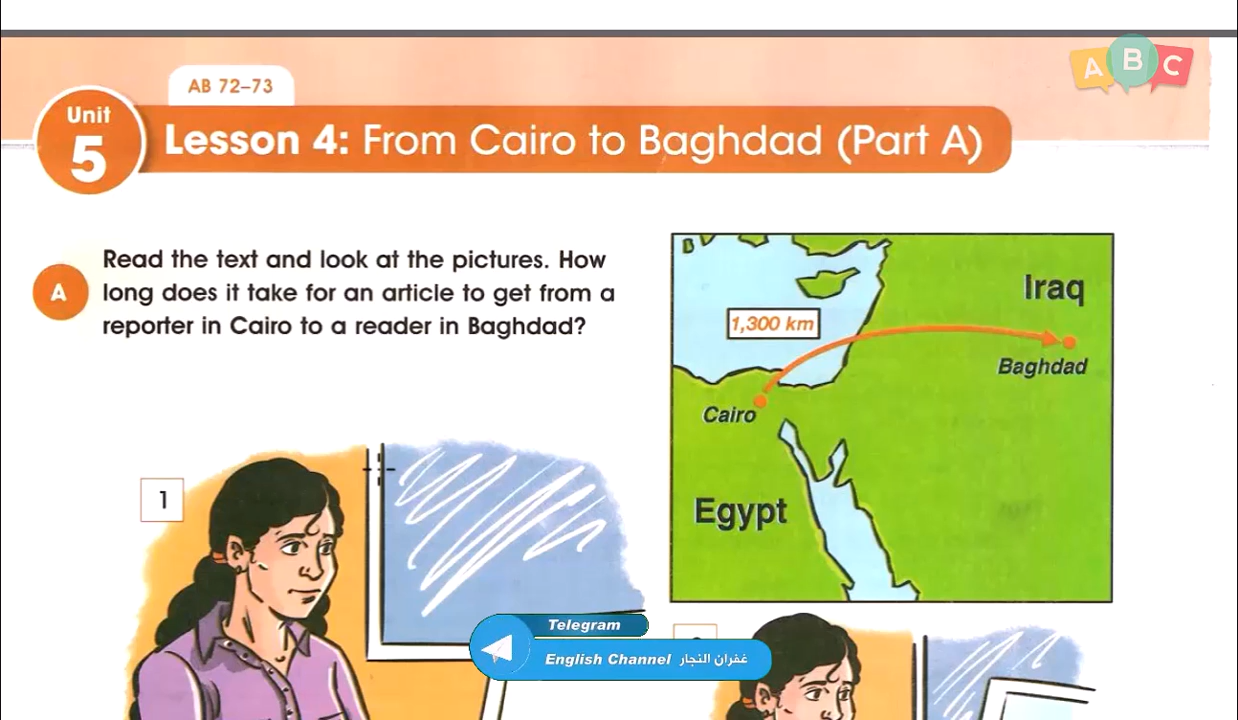 A B C
AB 72–73
Unit
5
Lesson 4: From Cairo to Baghdad (Part A)
A
Read the text and look at the pictures. How
long does it take for an article to get from a
reporter in Cairo to a reader in Baghdad?
Iraq
1,300 km
Baghdad
Cairo
Egypt
1
Telegram
English Channel غفران النجار